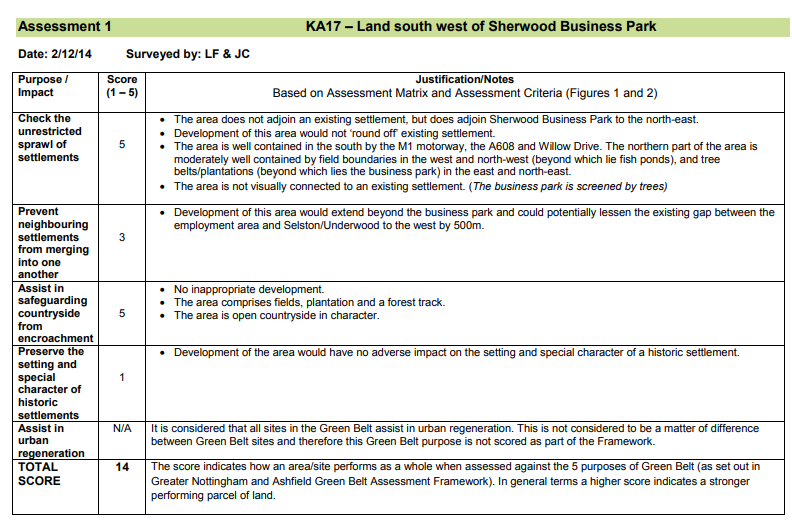 Assessment 1 KA17 – Land south west of Sherwood Business Park
Date: 2/12/14 Surveyed by: LF & JC
Purpose /
Impact
Score
(1 – 5)
Justification/Notes
Based on Assessment Matrix and Assessment Criteria (Figures 1 and 2)
Check the
unrestricted
sprawl of
settlements
5
• The area does not adjoin an existing settlement, but does adjoin Sherwood Business Park to the north-east.
• Development of this area would not ‘round off’ existing settlement.
• The area is well contained in the south by the M1 motorway, the A608 and Willow Drive. The northern part of the area is
moderately well contained by field boundaries in the west and north-west (beyond which lie fish ponds), and tree
belts/plantations (beyond which lies the business park) in the east and north-east.
• The area is not visually connected to an existing settlement. (The business park is screened by trees)
Prevent
neighbouring
settlements
from merging
into one
another
3
• Development of this area would extend beyond the business park and could potentially lessen the existing gap between the
employment area and Selston/Underwood to the west by 500m.
Assist in
safeguarding
countryside
from
encroachment
5
• No inappropriate development.
• The area comprises fields, plantation and a forest track.
• The area is open countryside in character.
Preserve the
setting and
special
character of
historic
settlements
1
• Development of the area would have no adverse impact on the setting and special character of a historic settlement.
Assist in
urban
regeneration
N/A
It is considered that all sites in the Green Belt assist in urban regeneration. This is not considered to be a matter of difference
between Green Belt sites and therefore this Green Belt purpose is not scored as part of the Framework.
TOTAL
SCORE
14
The score indicates how an area/site performs as a whole when assessed against the 5 purposes of Green Belt (as set out in
Greater Nottingham and Ashfield Green Belt Assessment Framework). In general terms a higher score indicates a stronger
performing parcel of land.